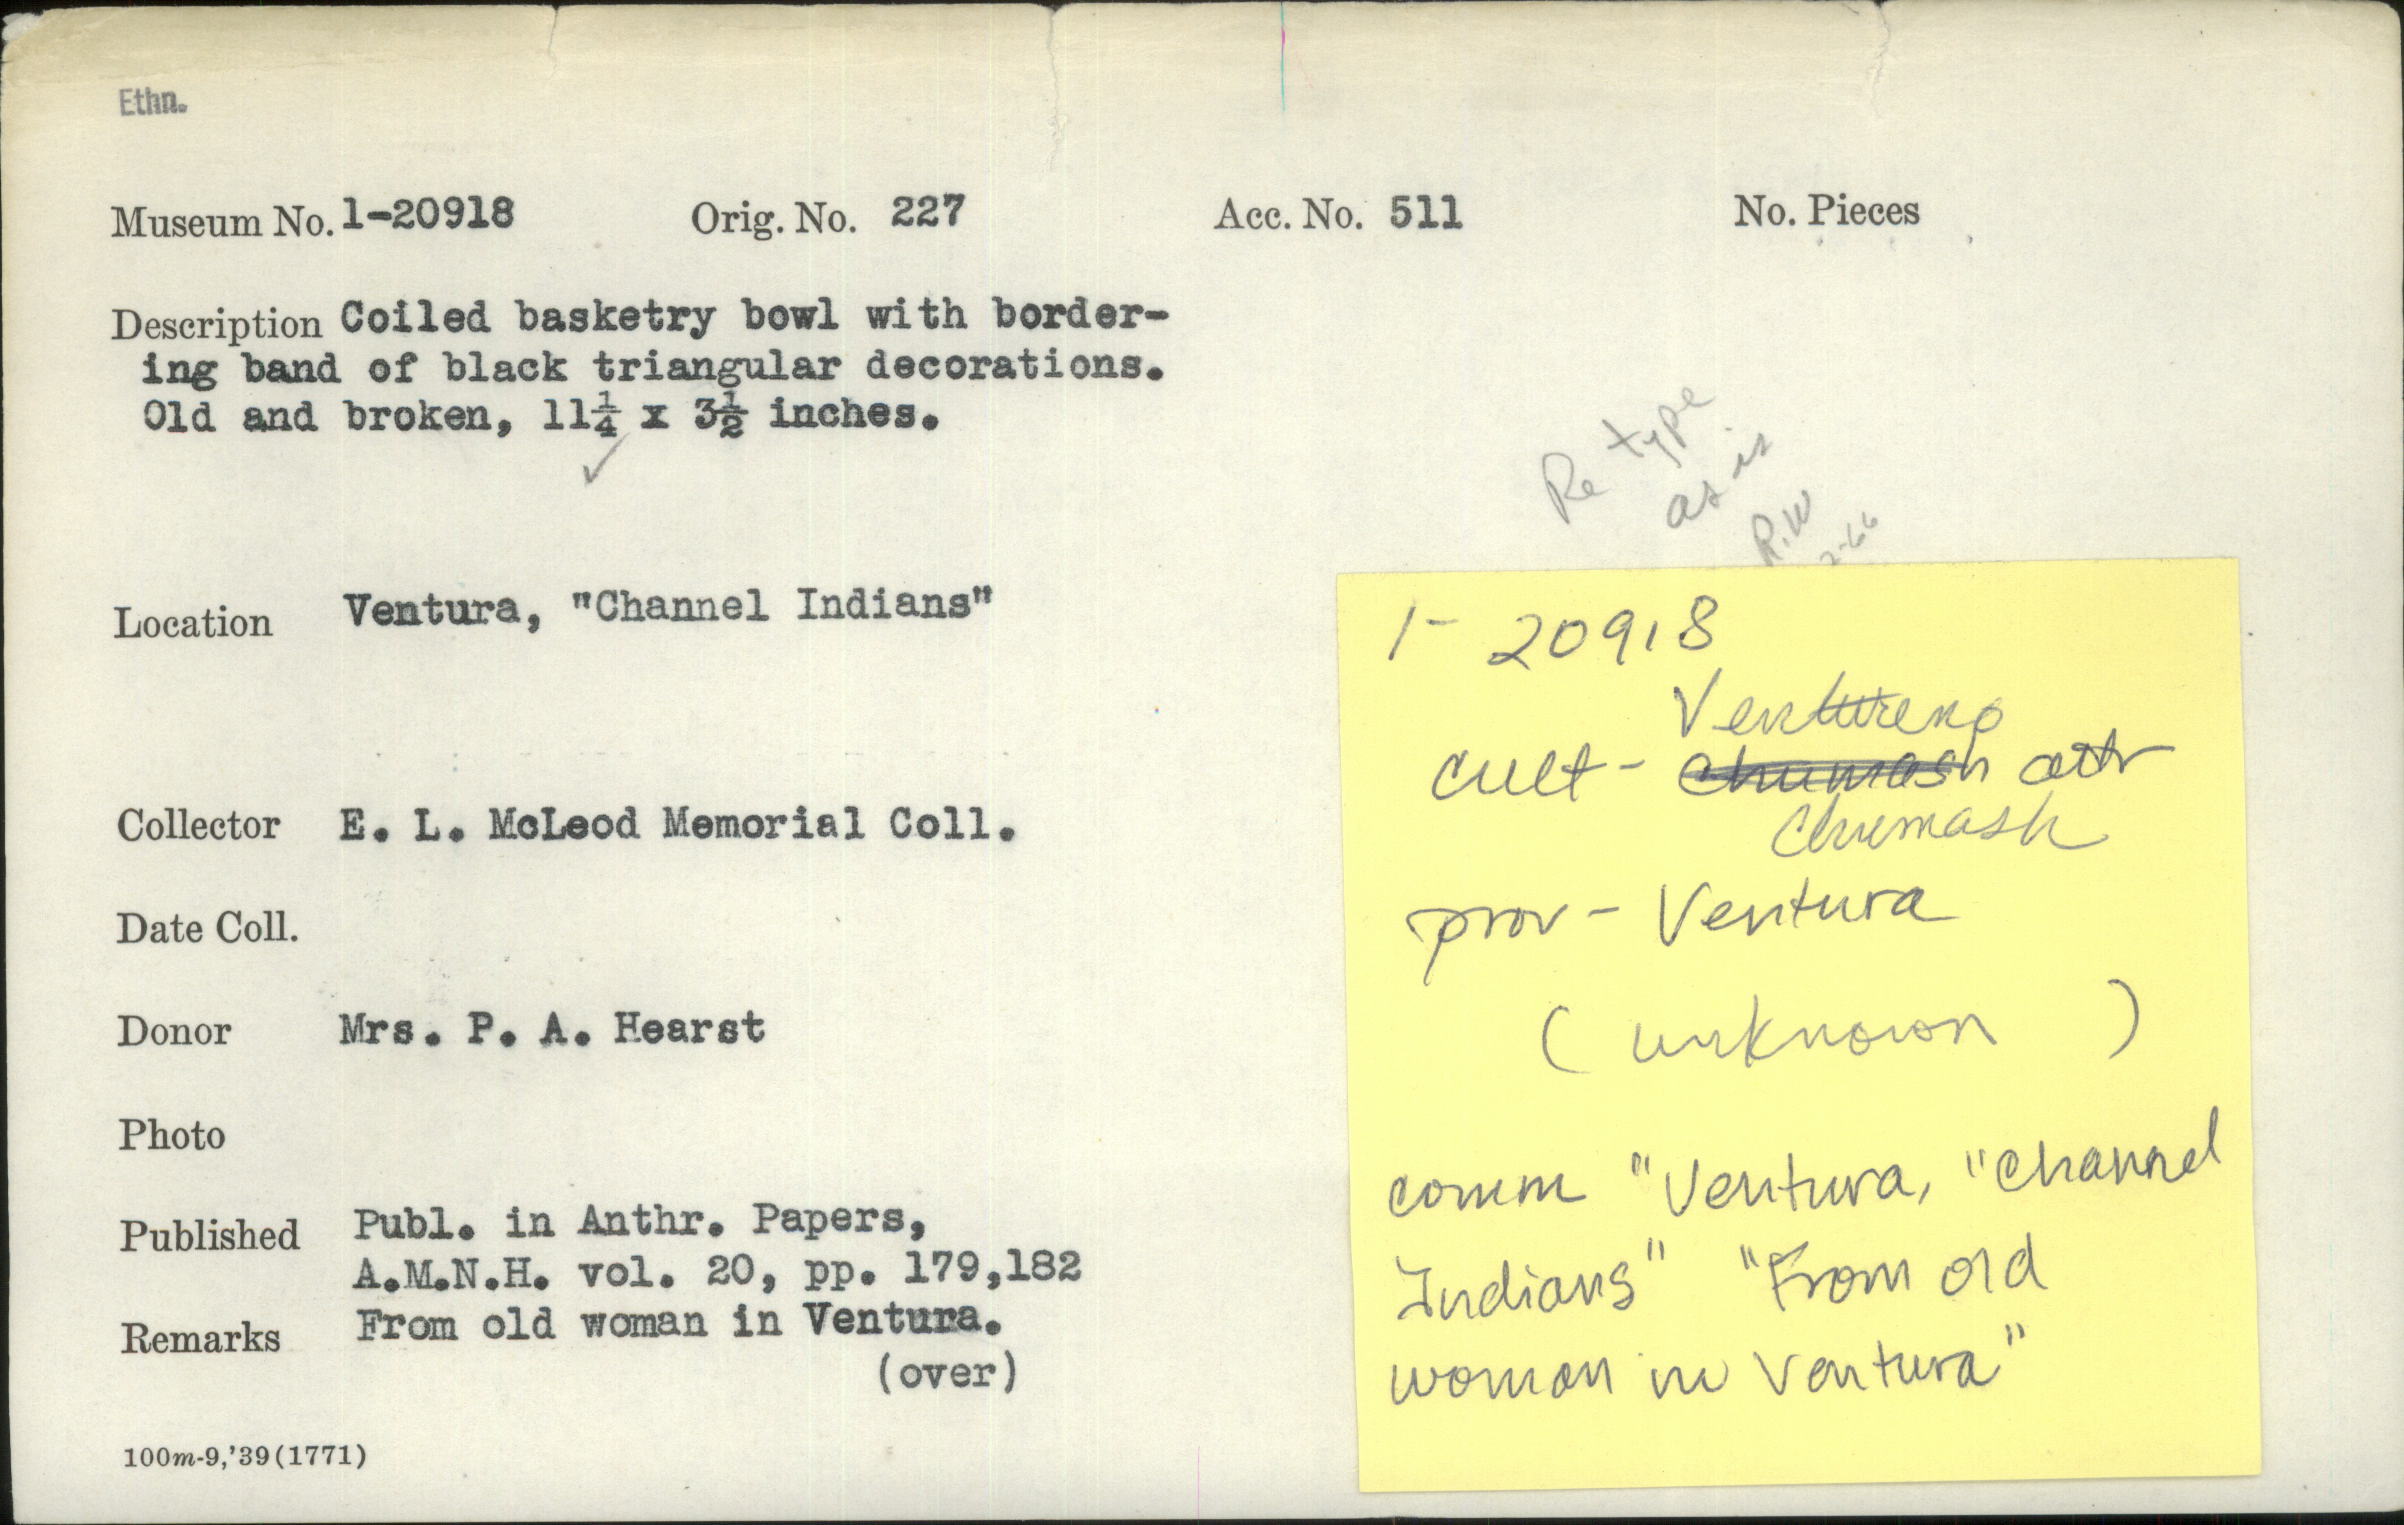 Ethn.
Museum No. 1-20918 Orig. No. 227 Acc. No. 511 No. Pieces
Description Coiled basketry bowl with border-
ing band of black triangular decorations.
Old and broken, 11¼ x 3½ inches.
✓
Re type
as is
R.W
2-66
Location Ventura, "Channel Indians"
Collector E. L. McLeod Memorial Coll.
Date Coll.
Donor Mrs. P. A. Hearst
Photo
Published Publ. in Anthr. Papers,
A.M.N.H. vol. 20, pp. 179,182
Remarks From old woman in Ventura.
(over)
100m-9,'39(1771)
1- 20918
Ventureño
cult- Chumash attr
Chumash
prov - Ventura
( unknown )
comm "Ventura, "Channel
Indians" "From old
woman in Ventura"